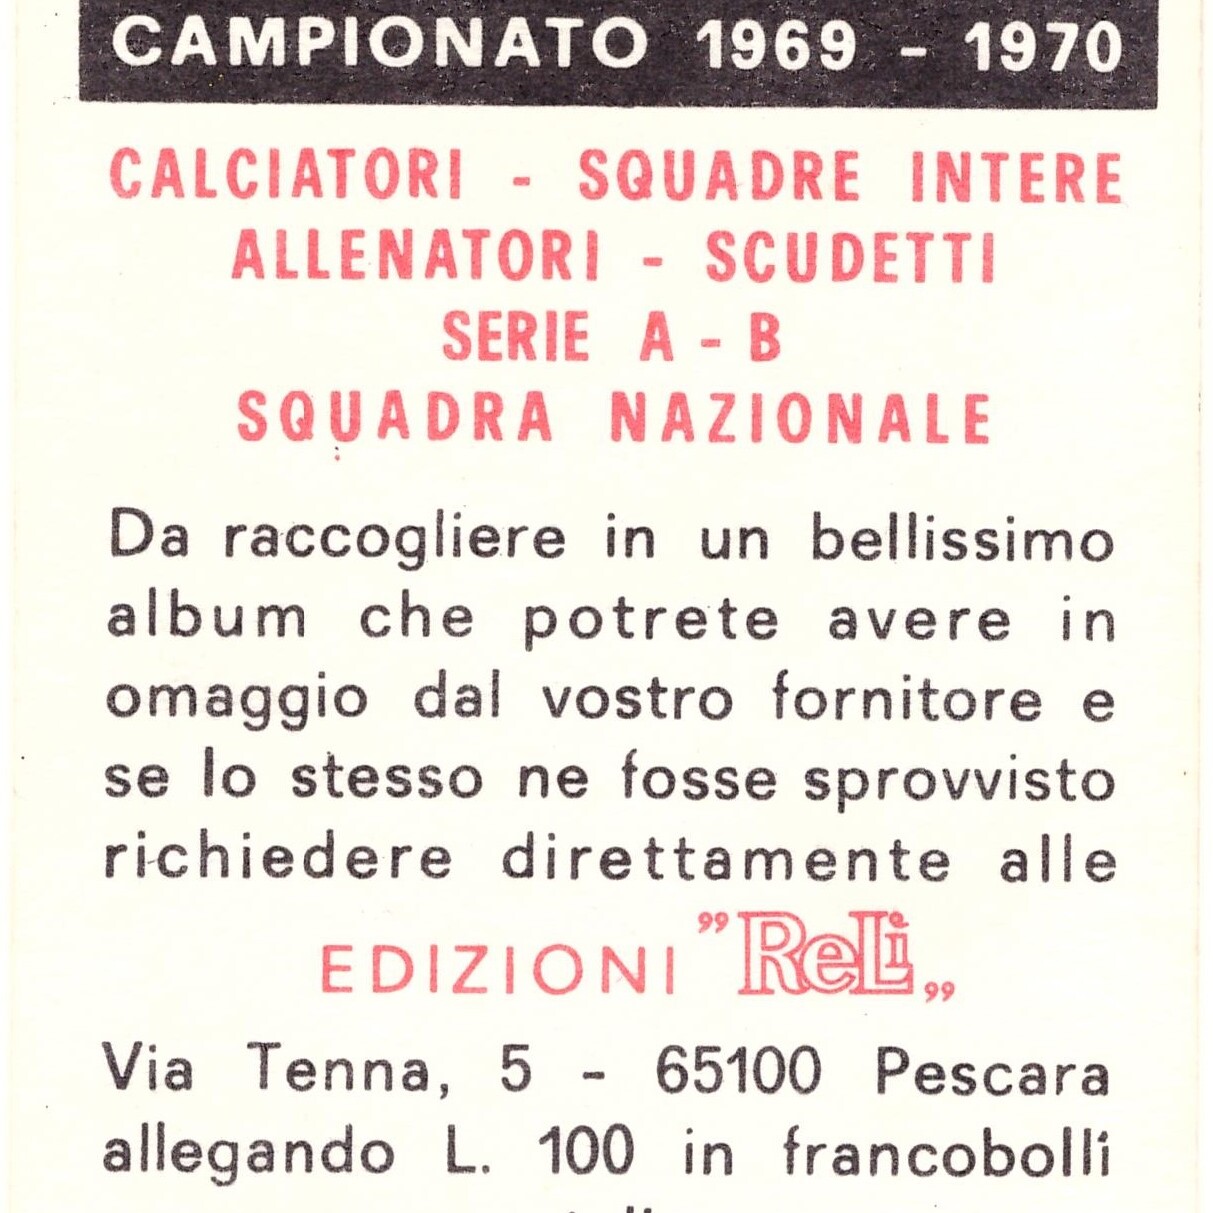 CAMPIONATO 1969 - 1970
CALCIATORI - SQUADRE INTERE
ALLENATORI - SCUDETTI
SERIE A - B
SQUADRA NAZIONALE
Da raccogliere in un bellissimo
album che potrete avere in
omaggio dal vostro fornitore e
se lo stesso ne fosse sprovvisto
richiedere direttamente alle
EDIZIONI "ReLi„
Via Tenna, 5 - 65100 Pescara
allegando L. 100 in francobolli